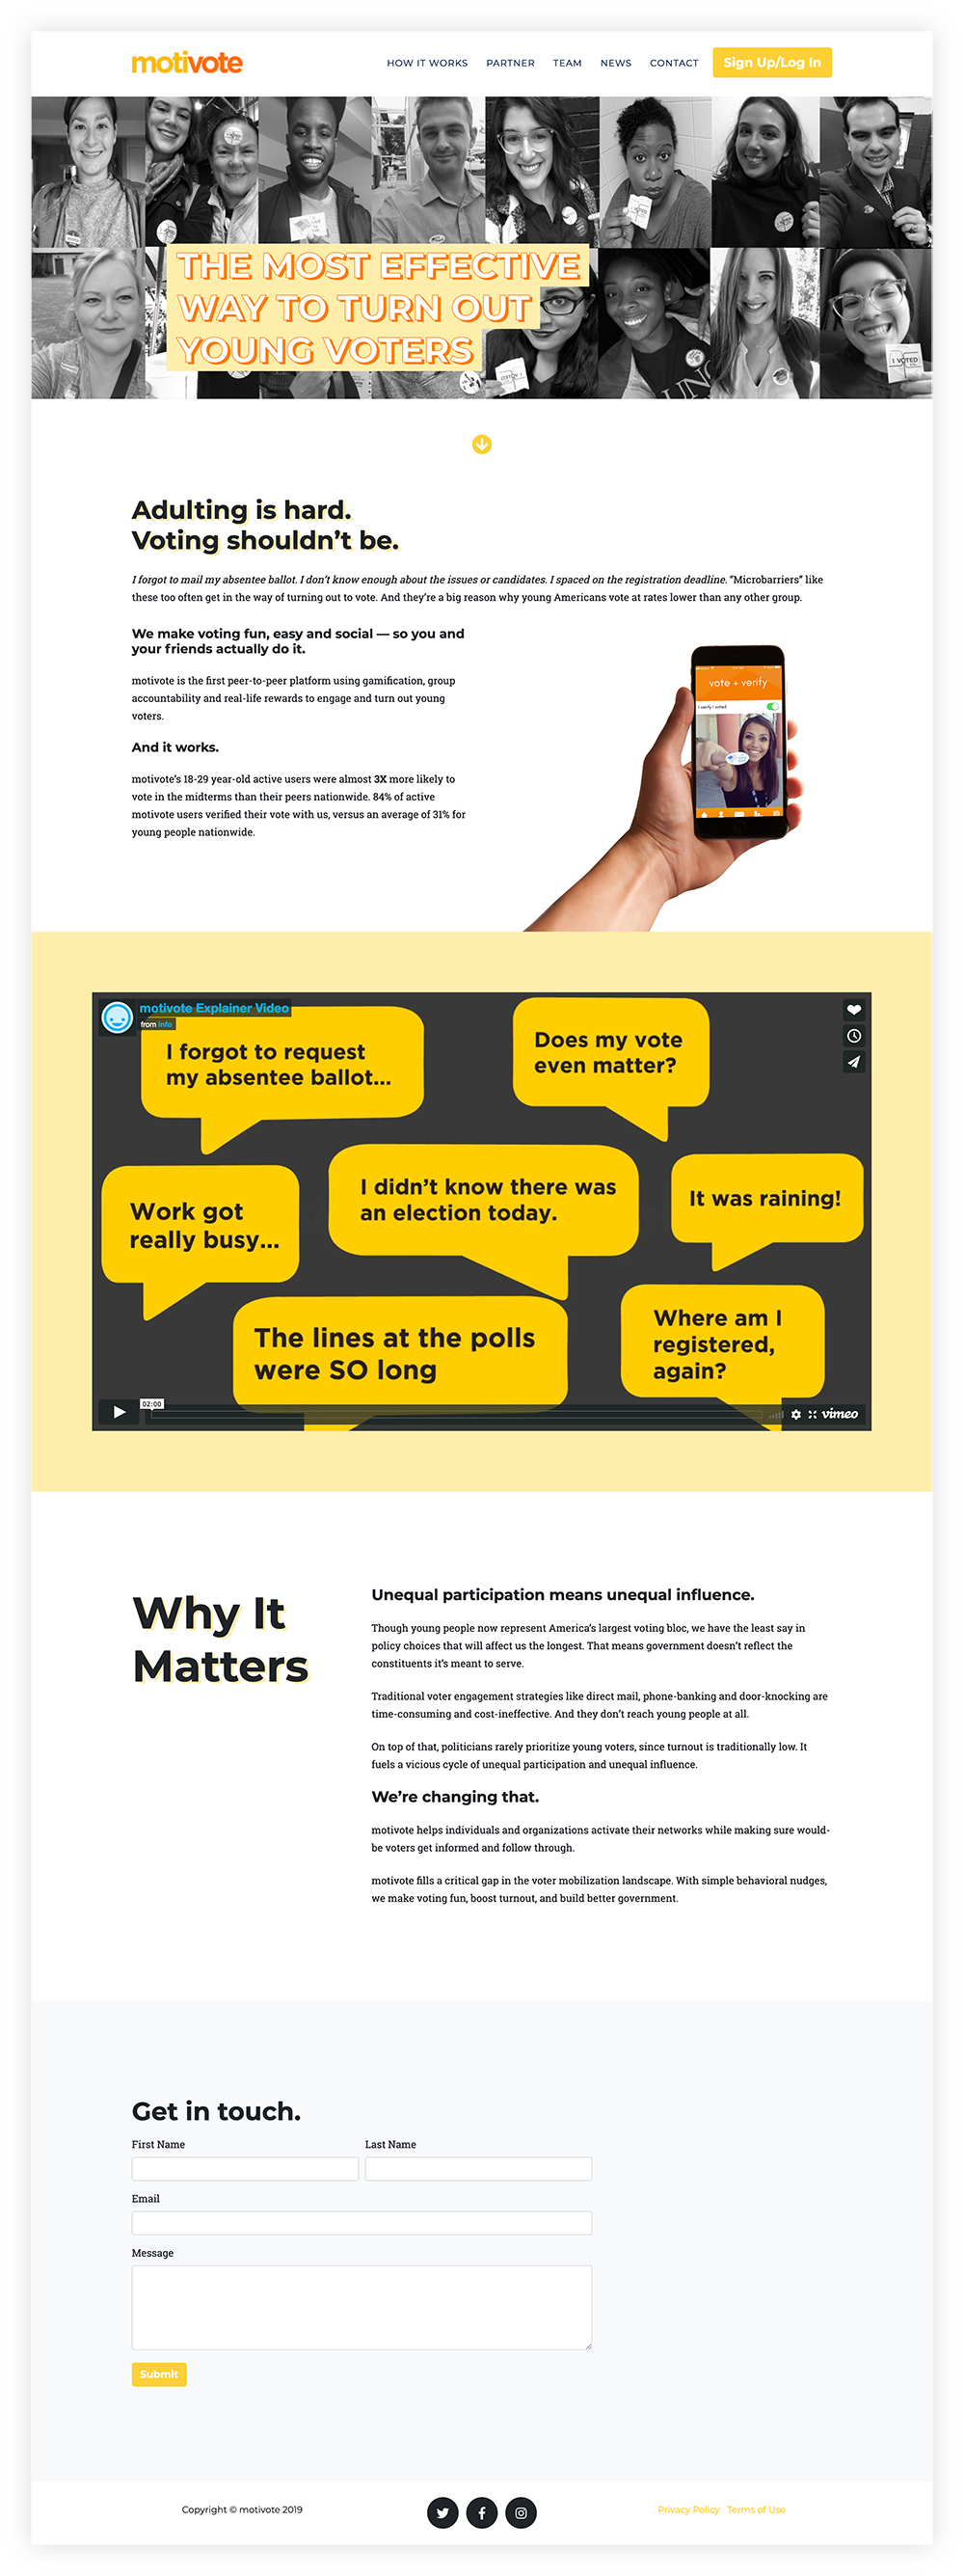 motivote
HOW IT WORKS PARTNER TEAM NEWS CONTACT Sign Up/Log In
THE MOST EFFECTIVE
WAY TO TURN OUT
YOUNG VOTERS
I VOTED
Adulting is hard.
Voting shouldn’t be.
I forgot to mail my absentee ballot. I don’t know enough about the issues or candidates. I spaced on the registration deadline. “Microbarriers” like
these too often get in the way of turning out to vote. And they’re a big reason why young Americans vote at rates lower than any other group.
We make voting fun, easy and social — so you and
your friends actually do it.
motivote is the first peer-to-peer platform using gamification, group
accountability and real-life rewards to engage and turn out young
voters.
And it works.
motivote’s 18-29 year-old active users were almost 3X more likely to
vote in the midterms than their peers nationwide. 84% of active
motivote users verified their vote with us, versus an average of 31% for
young people nationwide.
vote + verify
I verify I voted
motivote Explainer Video
from info
I forgot to request
my absentee ballot...
Does my vote
even matter?
Work got
really busy...
I didn’t know there was
an election today.
It was raining!
The lines at the polls
were SO long
Where am I
registered,
again?
02:00
vimeo
Why It
Matters
Unequal participation means unequal influence.
Though young people now represent America’s largest voting bloc, we have the least say in
policy choices that will affect us the longest. That means government doesn’t reflect the
constituents it’s meant to serve.
Traditional voter engagement strategies like direct mail, phone-banking and door-knocking are
time-consuming and cost-ineffective. And they don’t reach young people at all.
On top of that, politicians rarely prioritize young voters, since turnout is traditionally low. It
fuels a vicious cycle of unequal participation and unequal influence.
We’re changing that.
motivote helps individuals and organizations activate their networks while making sure would-
be voters get informed and follow through.
motivote fills a critical gap in the voter mobilization landscape. With simple behavioral nudges,
we make voting fun, boost turnout, and build better government.
Get in touch.
First Name Last Name
Email
Message
Submit
Copyright © motivote 2019
Privacy Policy Terms of Use